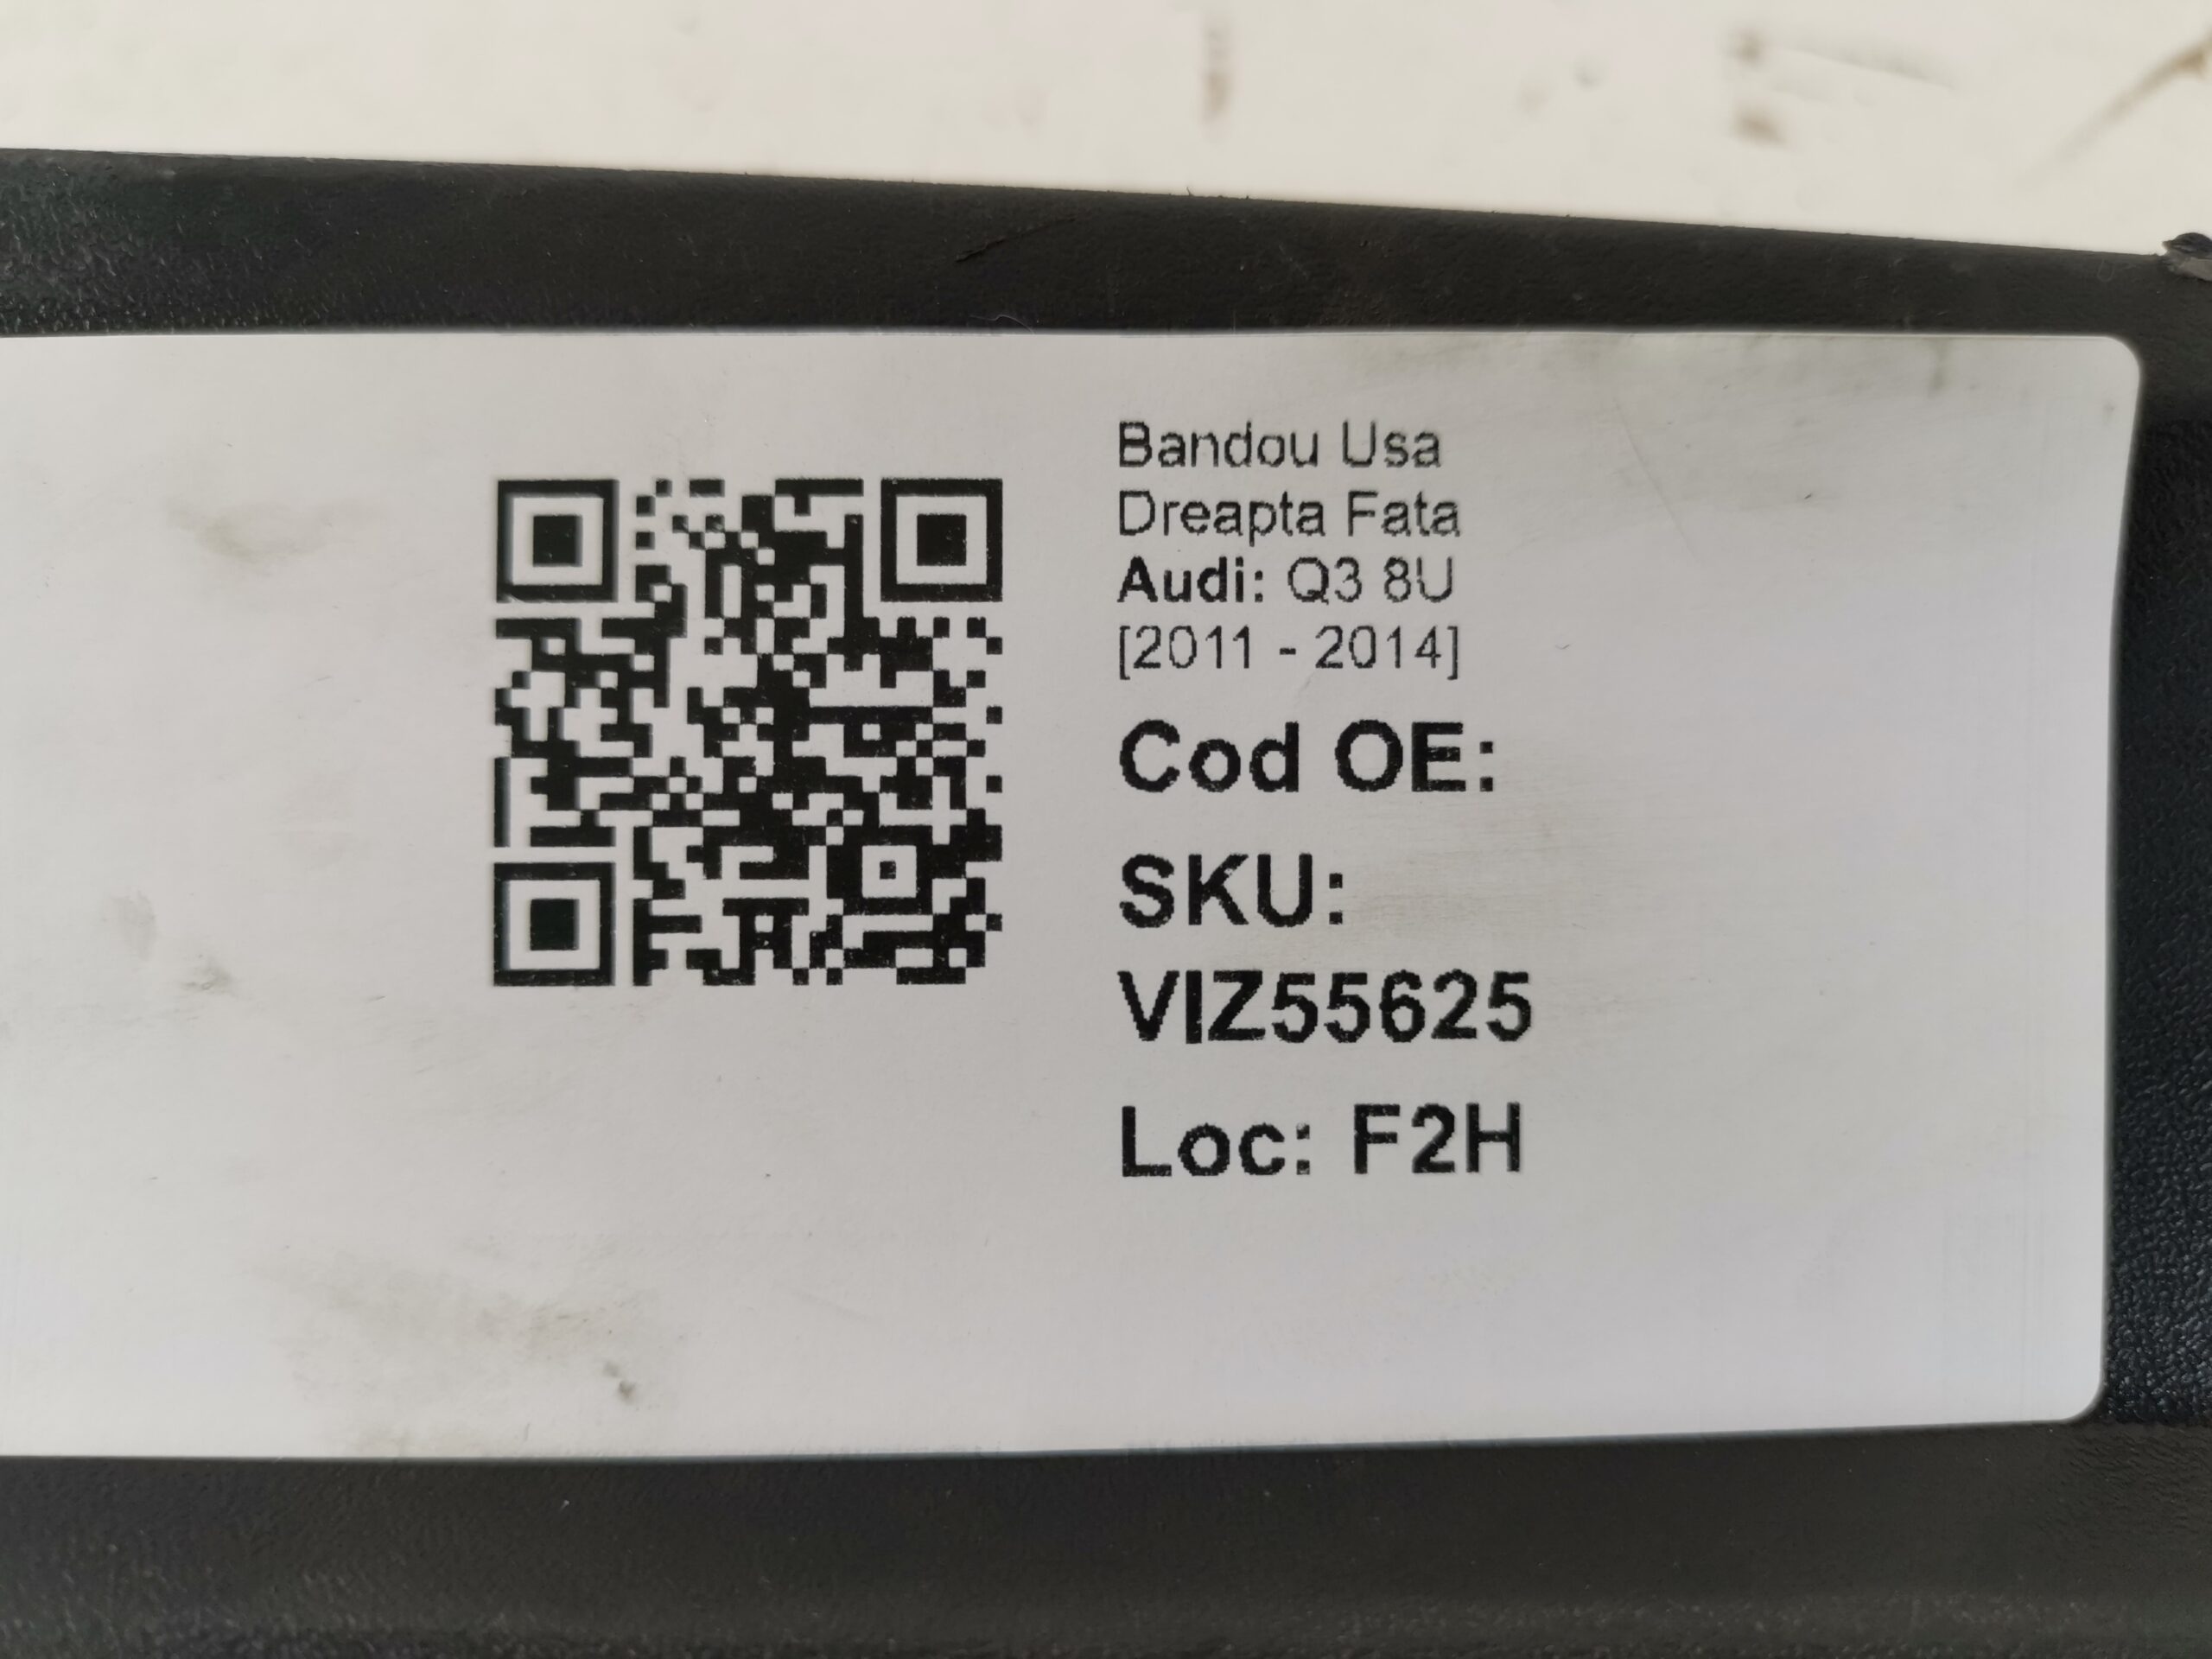 Bandou Usa
Dreapta Fata
Audi: Q3 8U
[2011 - 2014]
Cod OE:
SKU:
VIZ55625
Loc: F2H